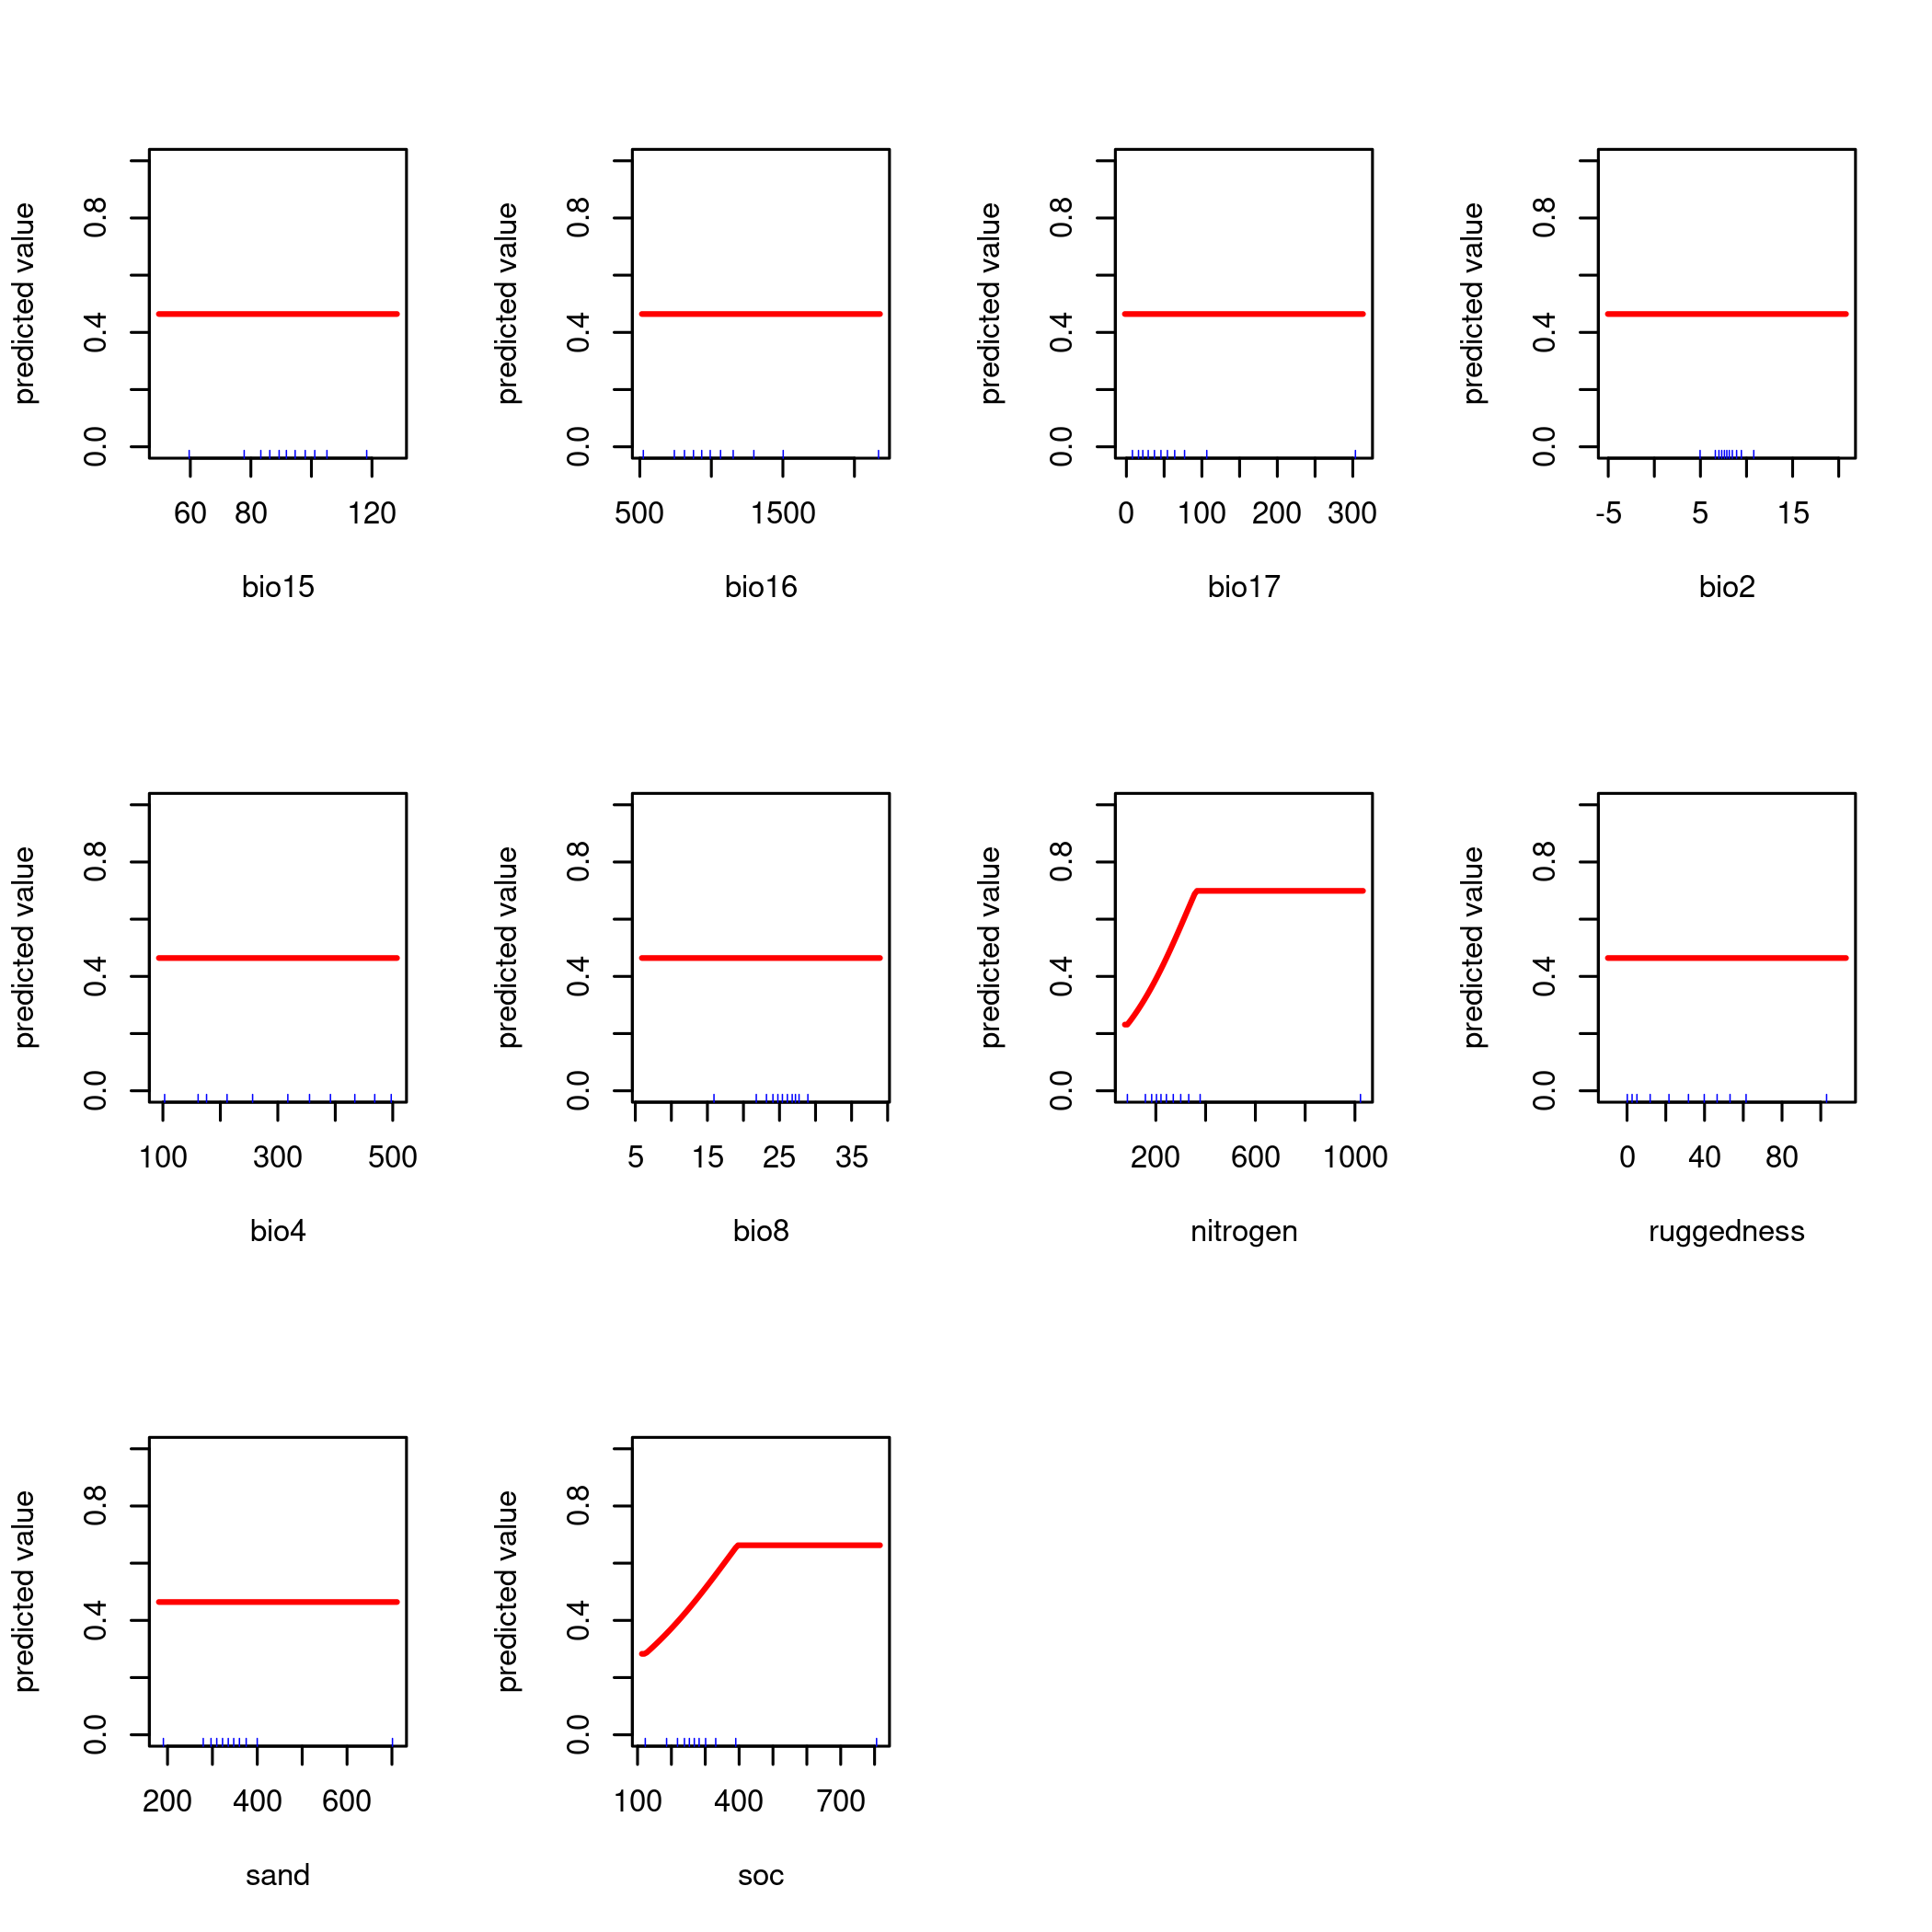 predicted value
0.0 0.4 0.8
60 80 120
bio15
predicted value
0.0 0.4 0.8
500 1500
bio16
predicted value
0.0 0.4 0.8
0 100 200 300
bio17
predicted value
0.0 0.4 0.8
-5 5 15
bio2
predicted value
0.0 0.4 0.8
100 300 500
bio4
predicted value
0.0 0.4 0.8
5 15 25 35
bio8
predicted value
0.0 0.4 0.8
200 600 1000
nitrogen
predicted value
0.0 0.4 0.8
0 40 80
ruggedness
predicted value
0.0 0.4 0.8
200 400 600
sand
predicted value
0.0 0.4 0.8
100 400 700
soc